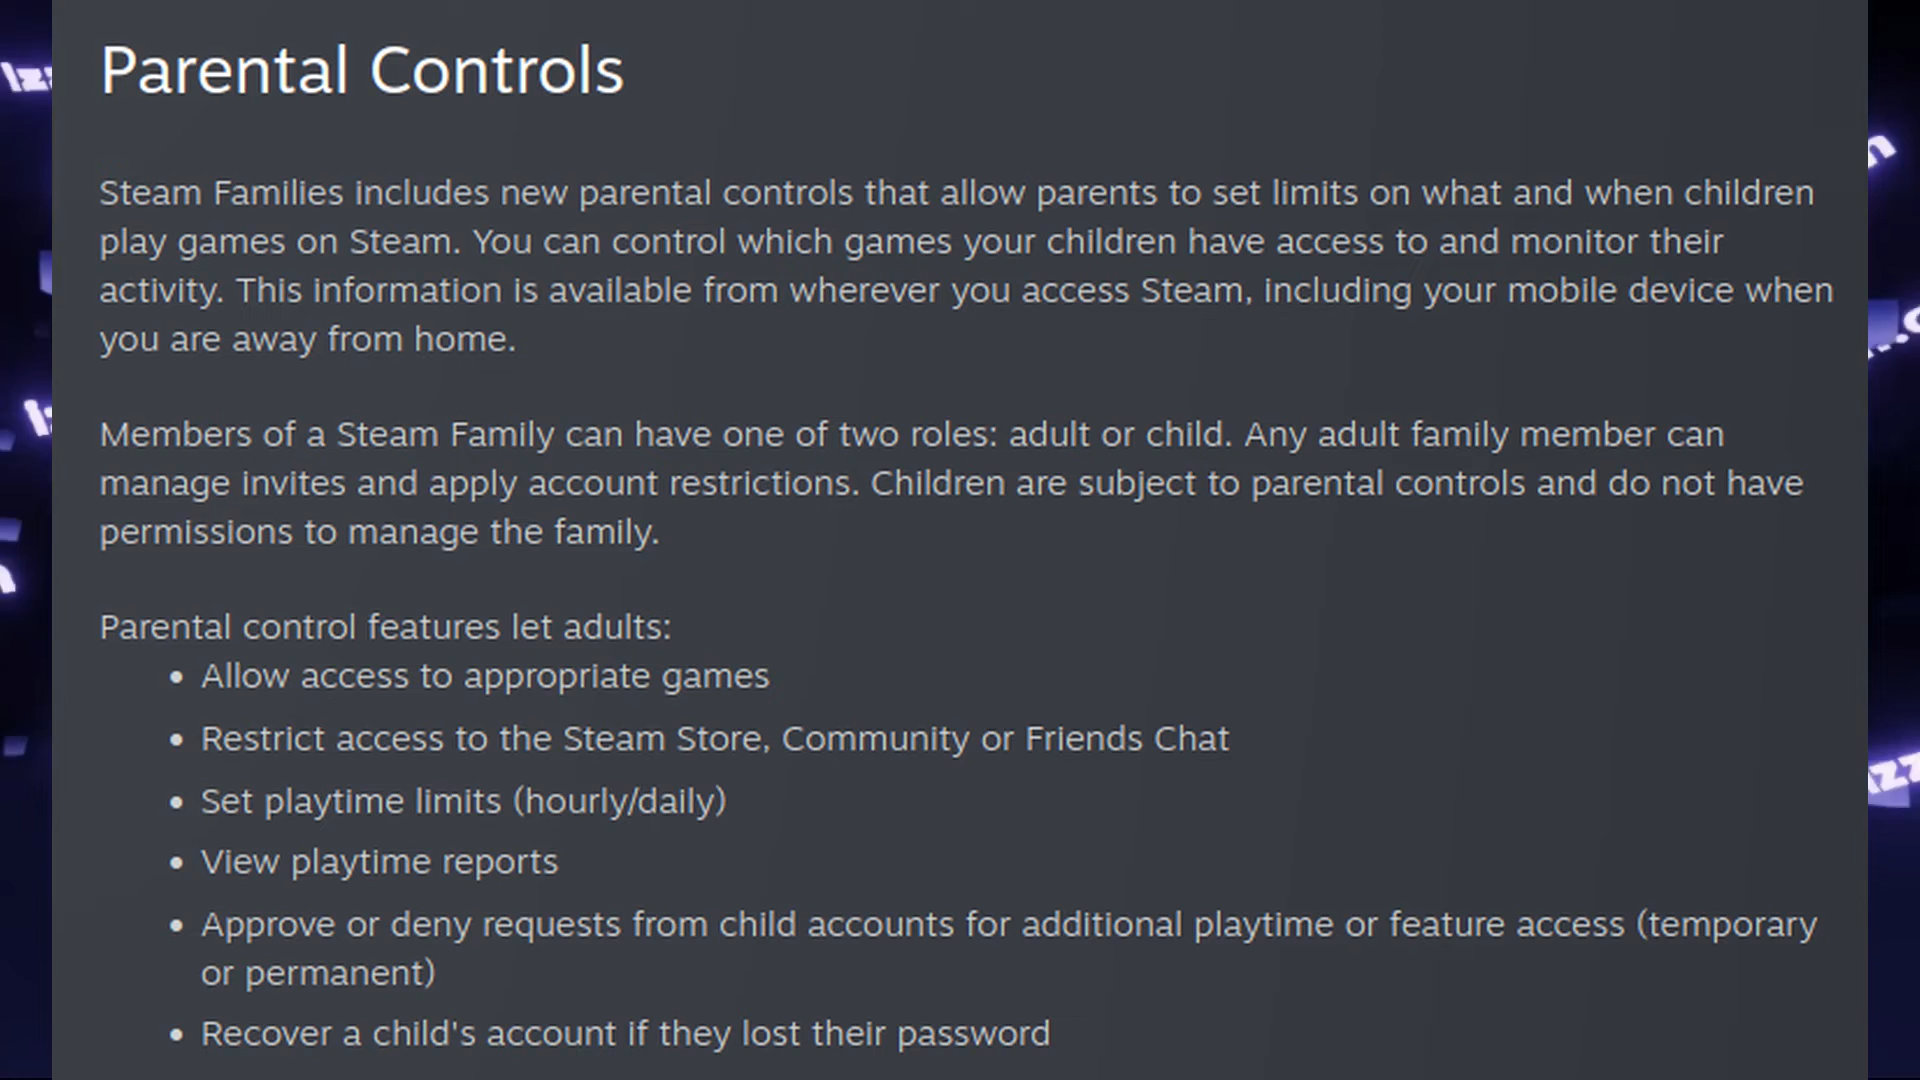 Parental Controls
Steam Families includes new parental controls that allow parents to set limits on what and when children
play games on Steam. You can control which games your children have access to and monitor their
activity. This information is available from wherever you access Steam, including your mobile device when
you are away from home.
Members of a Steam Family can have one of two roles: adult or child. Any adult family member can
manage invites and apply account restrictions. Children are subject to parental controls and do not have
permissions to manage the family.
Parental control features let adults:
• Allow access to appropriate games
• Restrict access to the Steam Store, Community or Friends Chat
• Set playtime limits (hourly/daily)
• View playtime reports
• Approve or deny requests from child accounts for additional playtime or feature access (temporary
or permanent)
• Recover a child's account if they lost their password